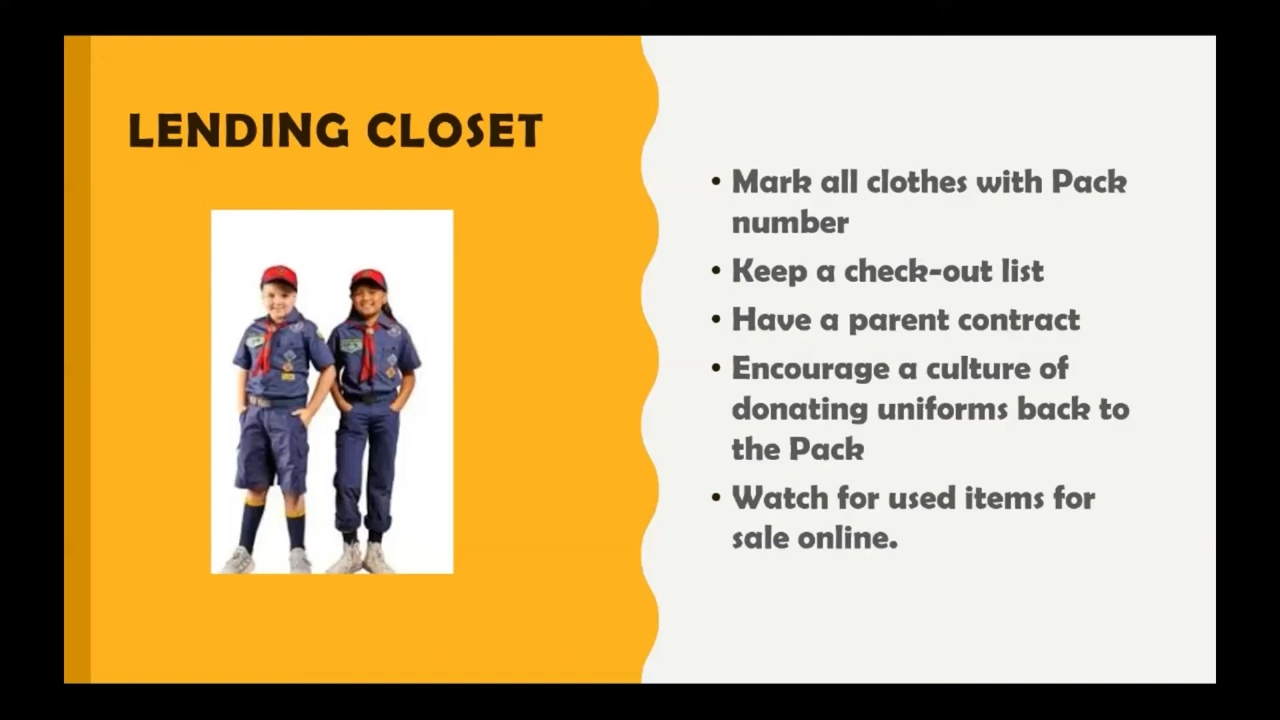 LENDING CLOSET
• Mark all clothes with Pack
number
• Keep a check-out list
• Have a parent contract
• Encourage a culture of
donating uniforms back to
the Pack
• Watch for used items for
sale online.